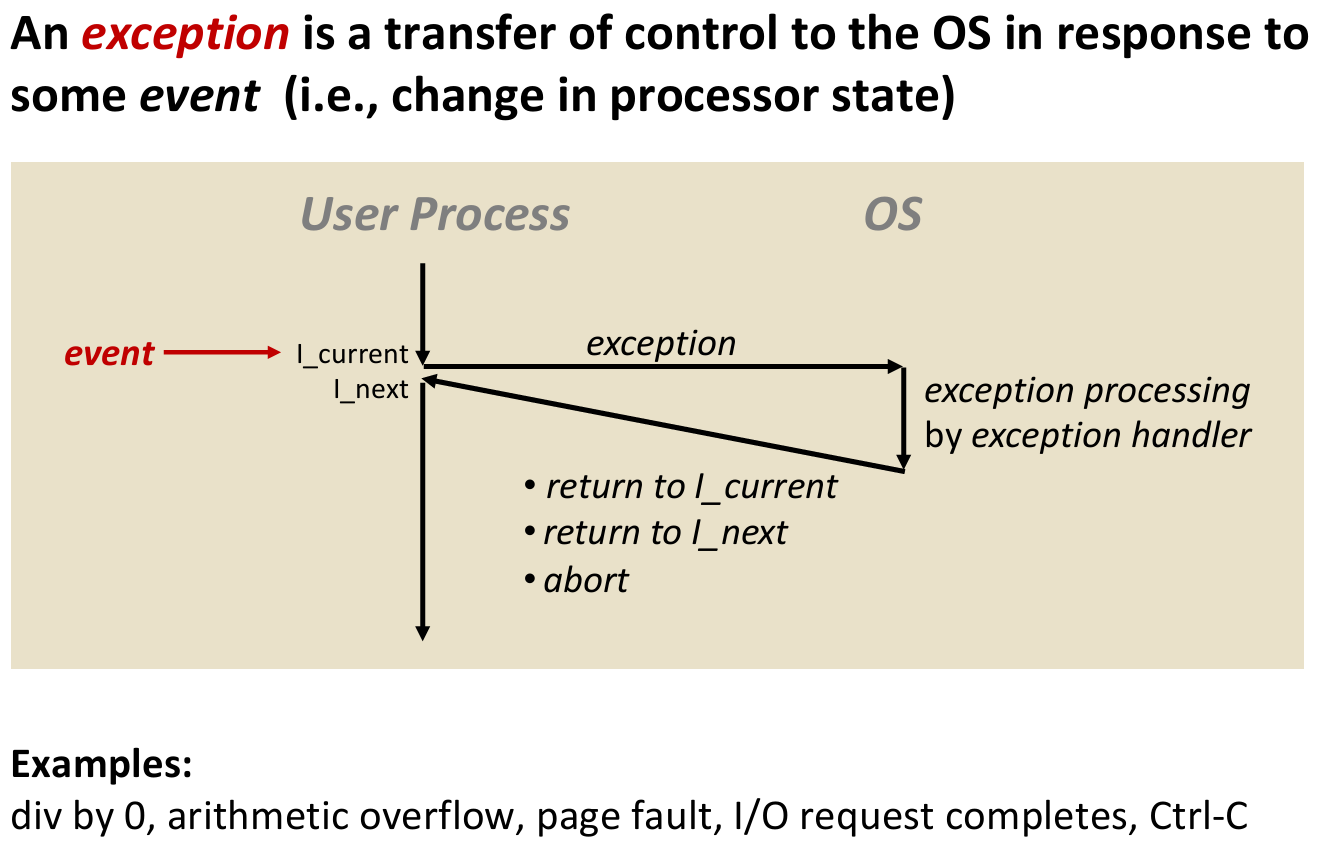 An exception is a transfer of control to the OS in response to
some event (i.e., change in processor state)
User Process
OS
event
I_current
I_next
exception
exception processing
by exception handler
• return to I_current
• return to I_next
• abort
Examples:
div by 0, arithmetic overflow, page fault, I/O request completes, Ctrl-C